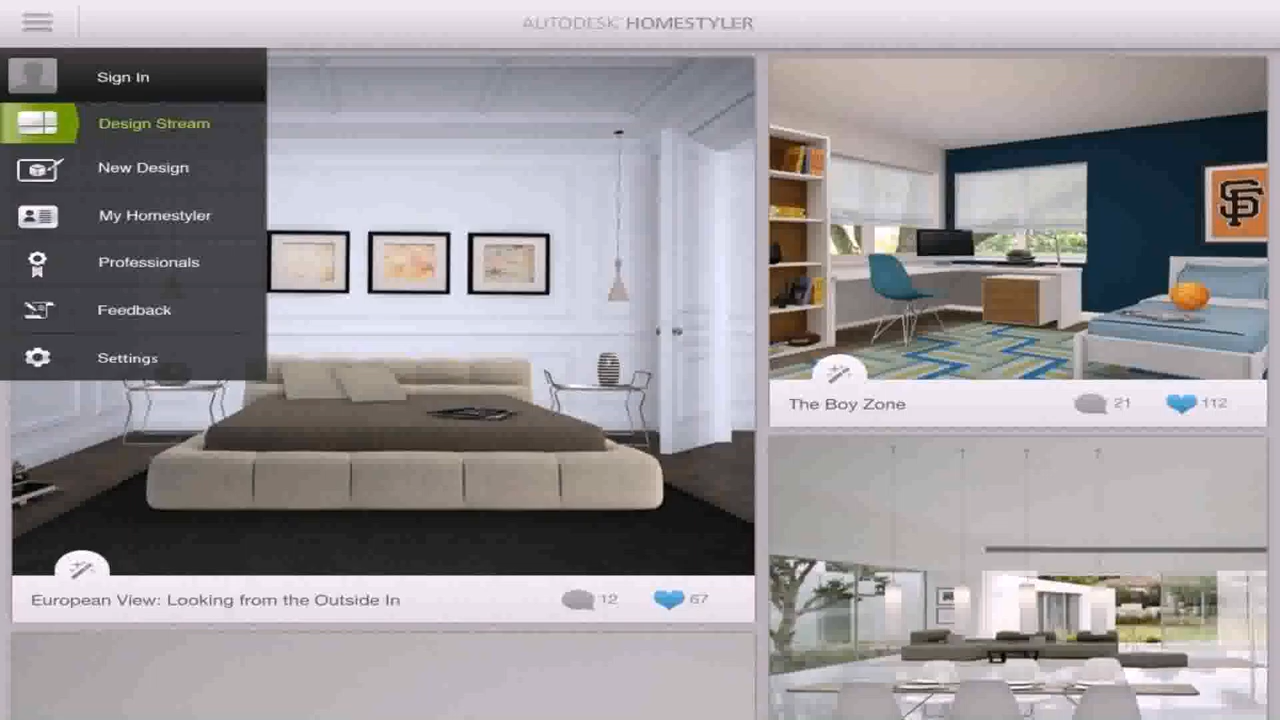 AUTODESK HOMESTYLER
Sign In
Design Stream
New Design
My Homestyler
Professionals
Feedback
Settings
SF
The Boy Zone
21
112
European View: Looking from the Outside In
12
67